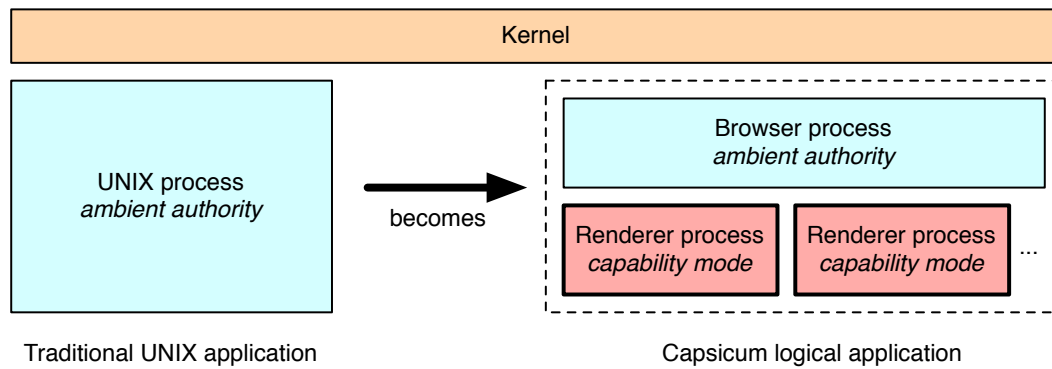 Kernel
UNIX process
ambient authority
becomes
Browser process
ambient authority
Renderer process
capability mode
Renderer process
capability mode
...
Traditional UNIX application
Capsicum logical application